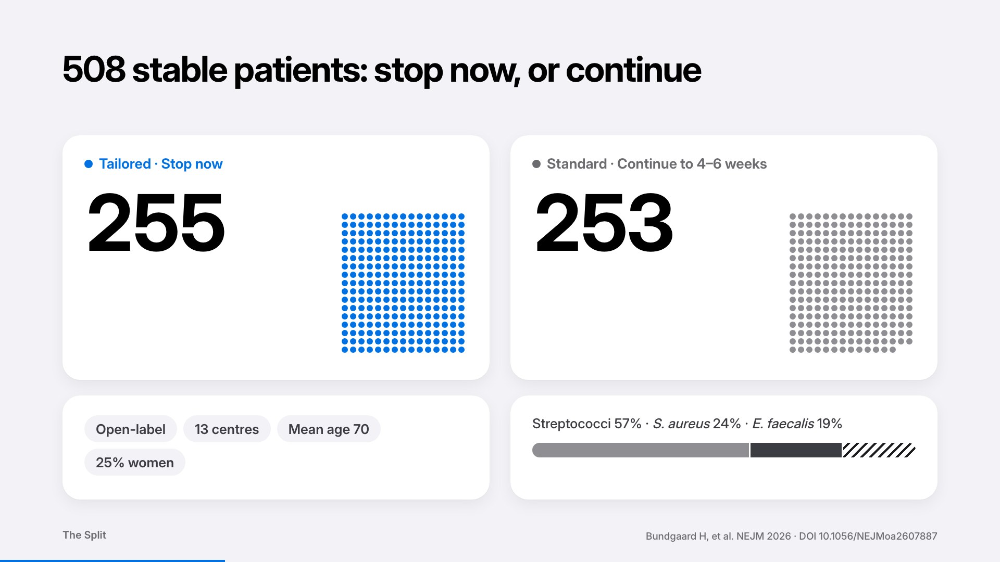 508 stable patients: stop now, or continue
Tailored · Stop now
255
Standard · Continue to 4–6 weeks
253
Open-label
13 centres
Mean age 70
25% women
Streptococci 57% · S. aureus 24% · E. faecalis 19%
The Split
Bundgaard H, et al. NEJM 2026 · DOI 10.1056/NEJMoa2607887